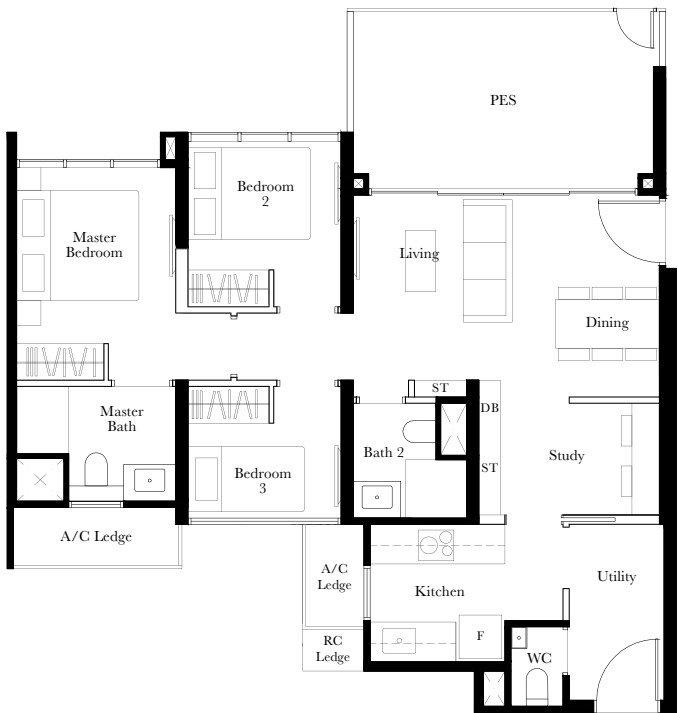 PES
Bedroom
2
Master
Bedroom
Living
Dining
ST
DB
Master
Bath
Bath 2
Study
ST
Bedroom
3
A/C Ledge
A/C
Ledge
Kitchen
Utility
RC
Ledge
F
WC